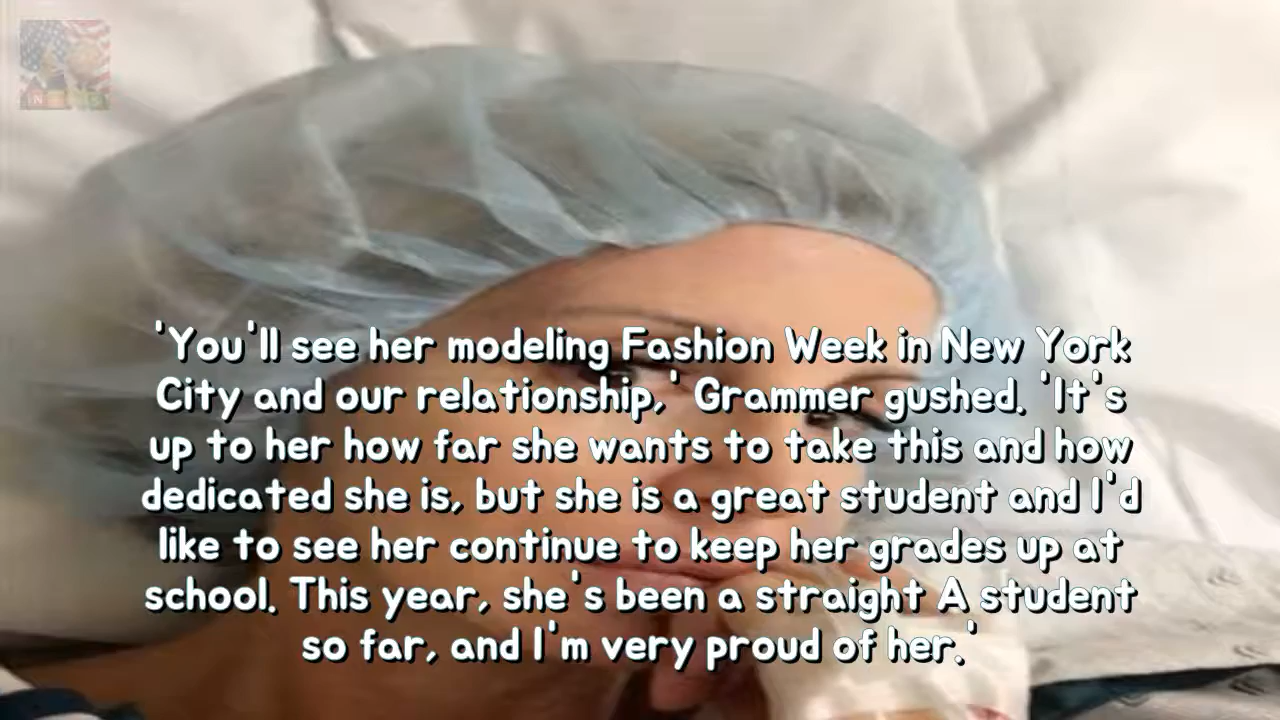 'You'll see her modeling Fashion Week in New York
City and our relationship,' Grammer gushed. 'It's
up to her how far she wants to take this and how
dedicated she is, but she is a great student and I'd
like to see her continue to keep her grades up at
school. This year, she's been a straight A student
so far, and I'm very proud of her.'